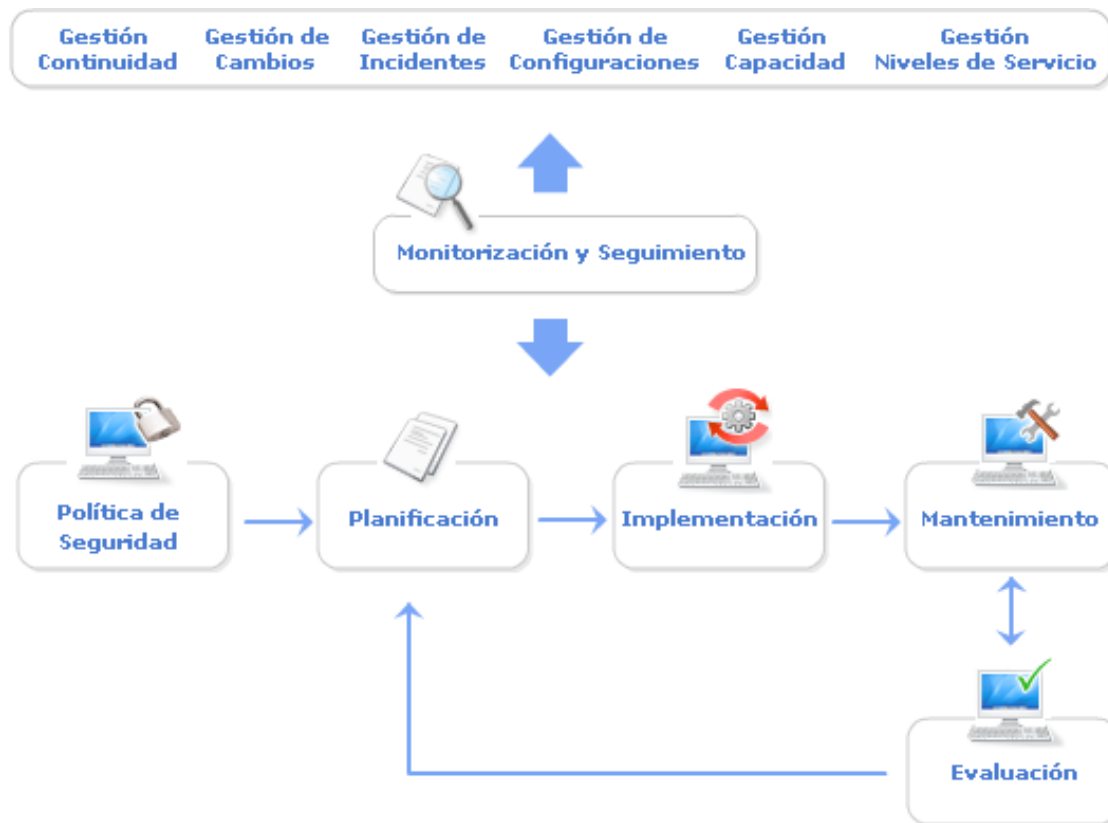 Gestión Continuidad
Gestión de Cambios
Gestión de Incidentes
Gestión de Configuraciones
Gestión Capacidad
Gestión Niveles de Servicio
Monitorización y Seguimiento
Política de
Seguridad
Planificación
Implementación
Mantenimiento
Evaluación